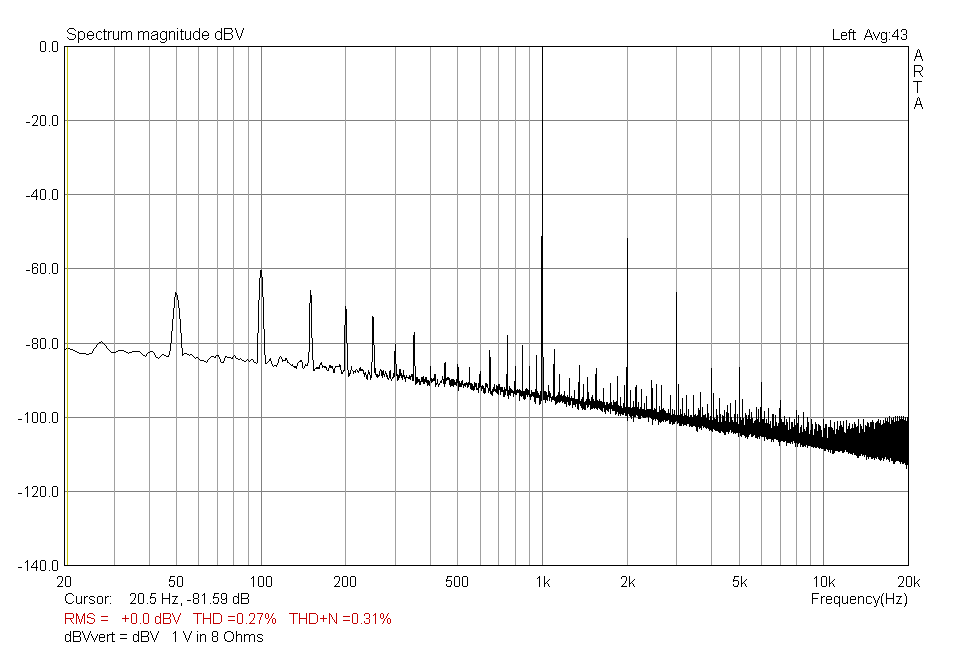 Spectrum magnitude dBV
Left Avg:43
A
R
T
A
0.0
-20.0
-40.0
-60.0
-80.0
-100.0
-120.0
-140.0
20 50 100 200 500 1k 2k 5k 10k 20k
Cursor: 20.5 Hz, -81.59 dB
Frequency(Hz)
RMS = +0.0 dBV THD =0.27% THD+N =0.31%
dBVvert = dBV 1 V in 8 Ohms